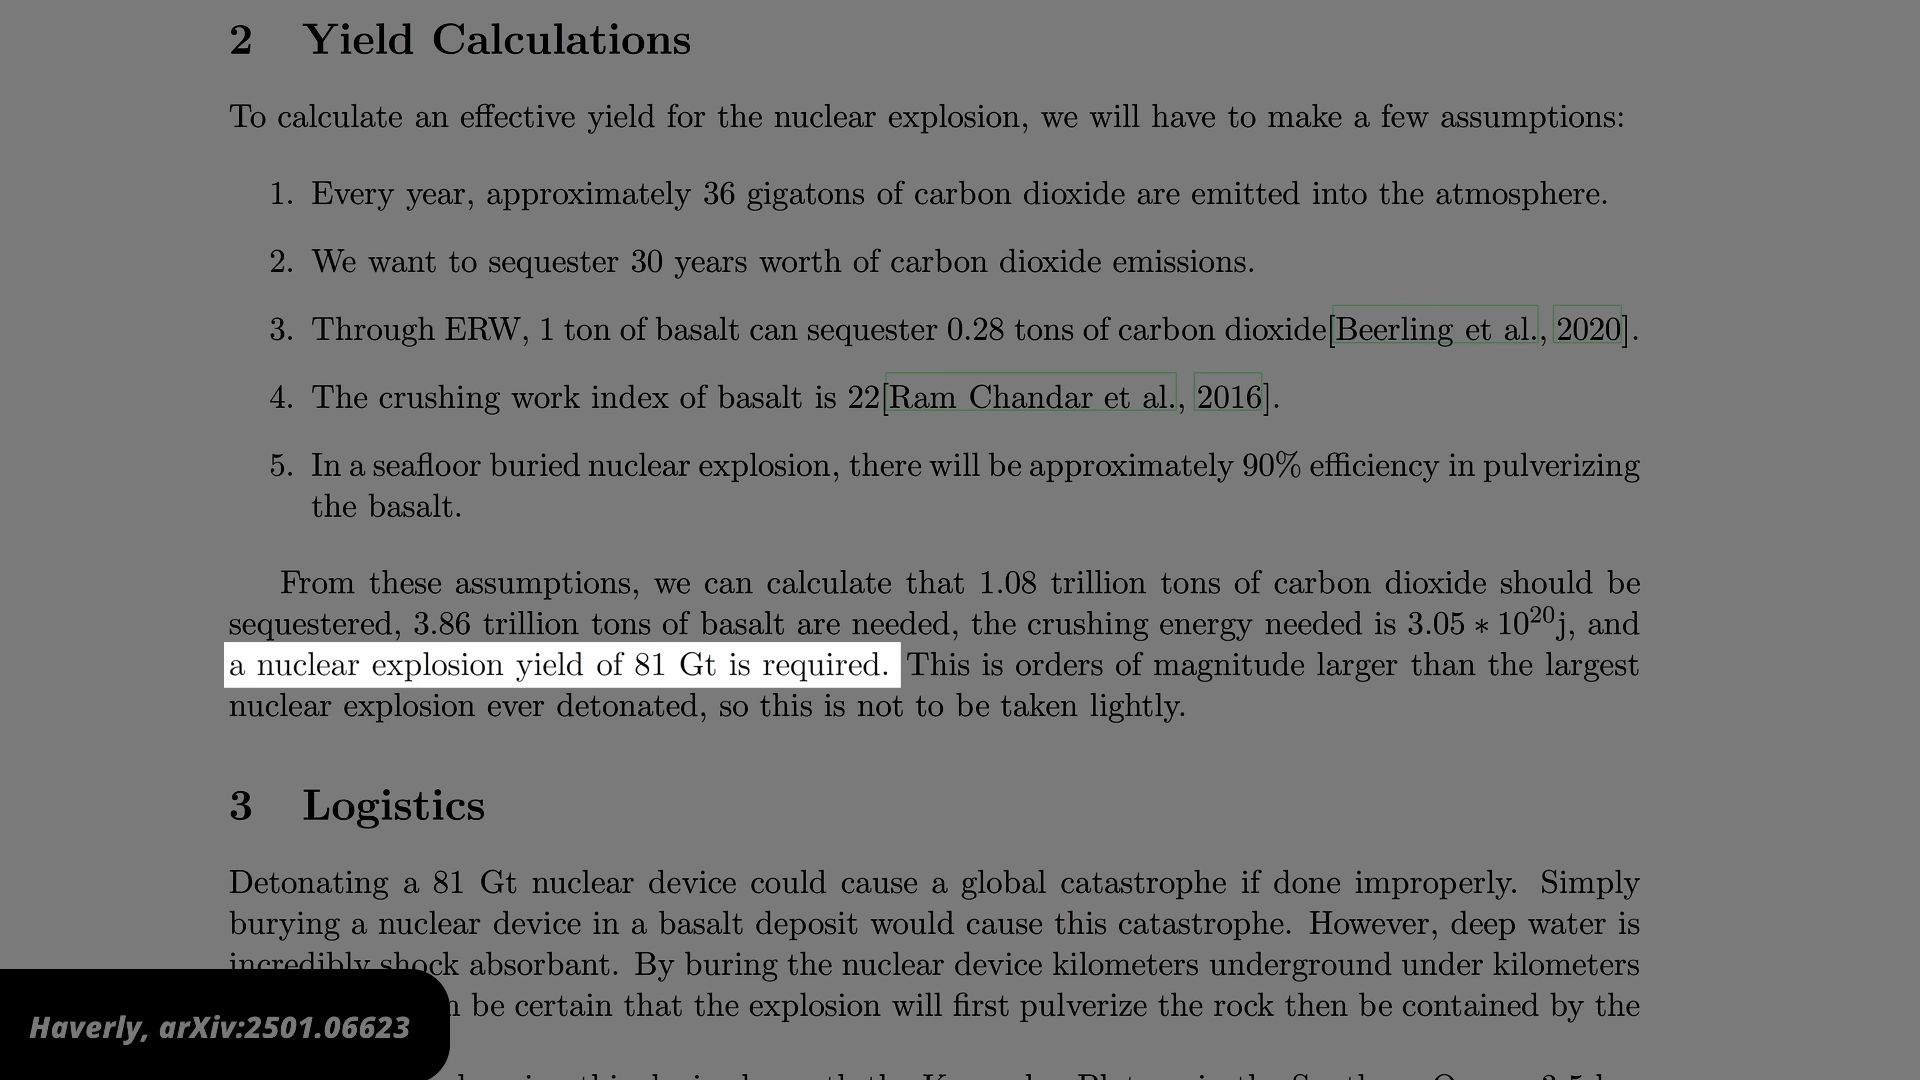 2 Yield Calculations
To calculate an effective yield for the nuclear explosion, we will have to make a few assumptions:
1. Every year, approximately 36 gigatons of carbon dioxide are emitted into the atmosphere.
2. We want to sequester 30 years worth of carbon dioxide emissions.
3. Through ERW, 1 ton of basalt can sequester 0.28 tons of carbon dioxide[Beerling et al., 2020].
4. The crushing work index of basalt is 22[Ram Chandar et al., 2016].
5. In a seafloor buried nuclear explosion, there will be approximately 90% efficiency in pulverizing
the basalt.
From these assumptions, we can calculate that 1.08 trillion tons of carbon dioxide should be
sequestered, 3.86 trillion tons of basalt are needed, the crushing energy needed is 3.05 * 10²⁰j, and
a nuclear explosion yield of 81 Gt is required. This is orders of magnitude larger than the largest
nuclear explosion ever detonated, so this is not to be taken lightly.
3 Logistics
Detonating a 81 Gt nuclear device could cause a global catastrophe if done improperly. Simply
burying a nuclear device in a basalt deposit would cause this catastrophe. However, deep water is
incredibly shock absorbant. By buring the nuclear device kilometers underground under kilometers
be certain that the explosion will first pulverize the rock then be contained by the
Haverly, arXiv:2501.06623